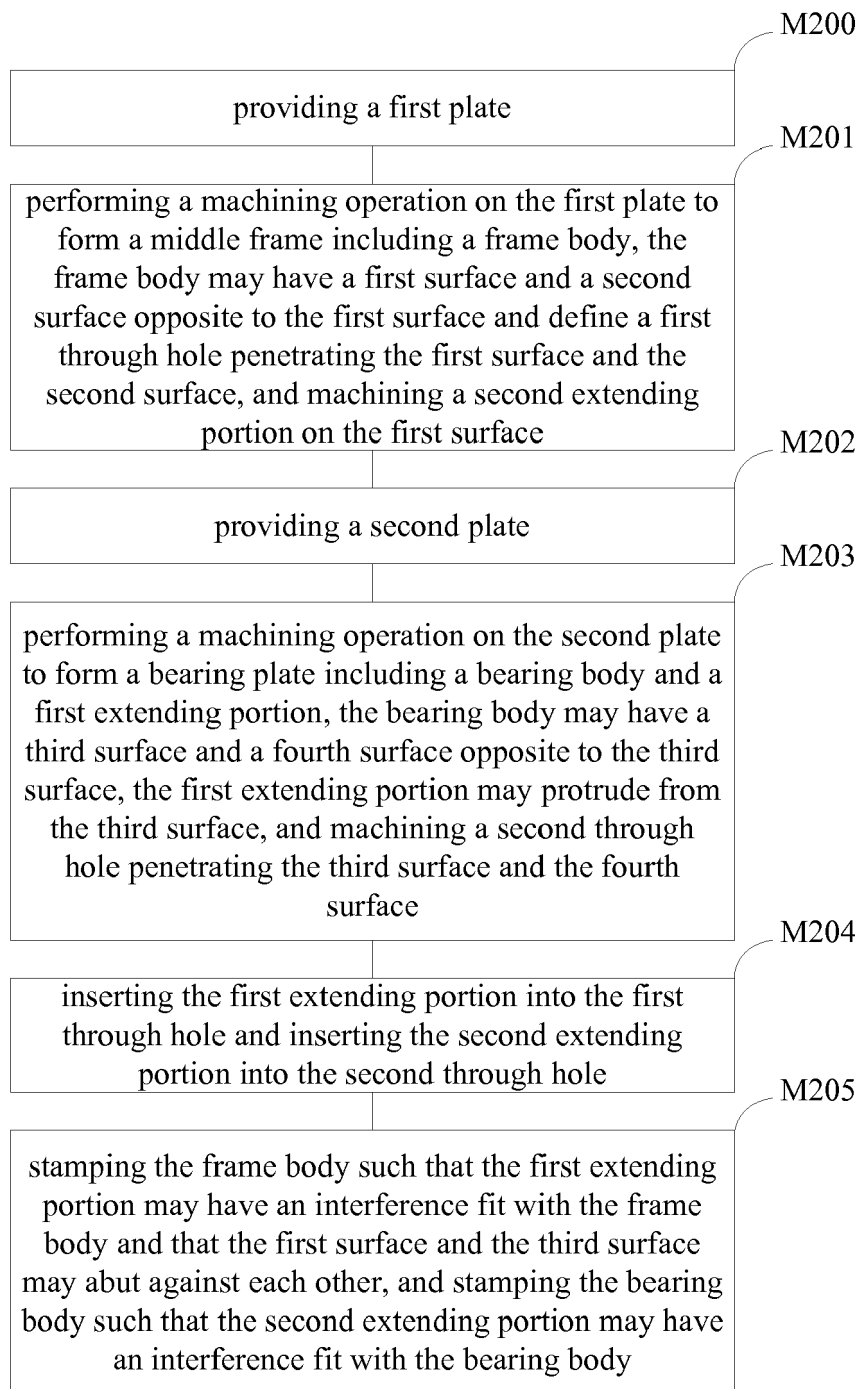 M200
providing a first plate
M201
performing a machining operation on the first plate to
form a middle frame including a frame body, the
frame body may have a first surface and a second
surface opposite to the first surface and define a first
through hole penetrating the first surface and the
second surface, and machining a second extending
portion on the first surface
M202
providing a second plate
M203
performing a machining operation on the second plate
to form a bearing plate including a bearing body and a
first extending portion, the bearing body may have a
third surface and a fourth surface opposite to the third
surface, the first extending portion may protrude from
the third surface, and machining a second through
hole penetrating the third surface and the fourth
surface
M204
inserting the first extending portion into the first
through hole and inserting the second extending
portion into the second through hole
M205
stamping the frame body such that the first extending
portion may have an interference fit with the frame
body and that the first surface and the third surface
may abut against each other, and stamping the bearing
body such that the second extending portion may have
an interference fit with the bearing body